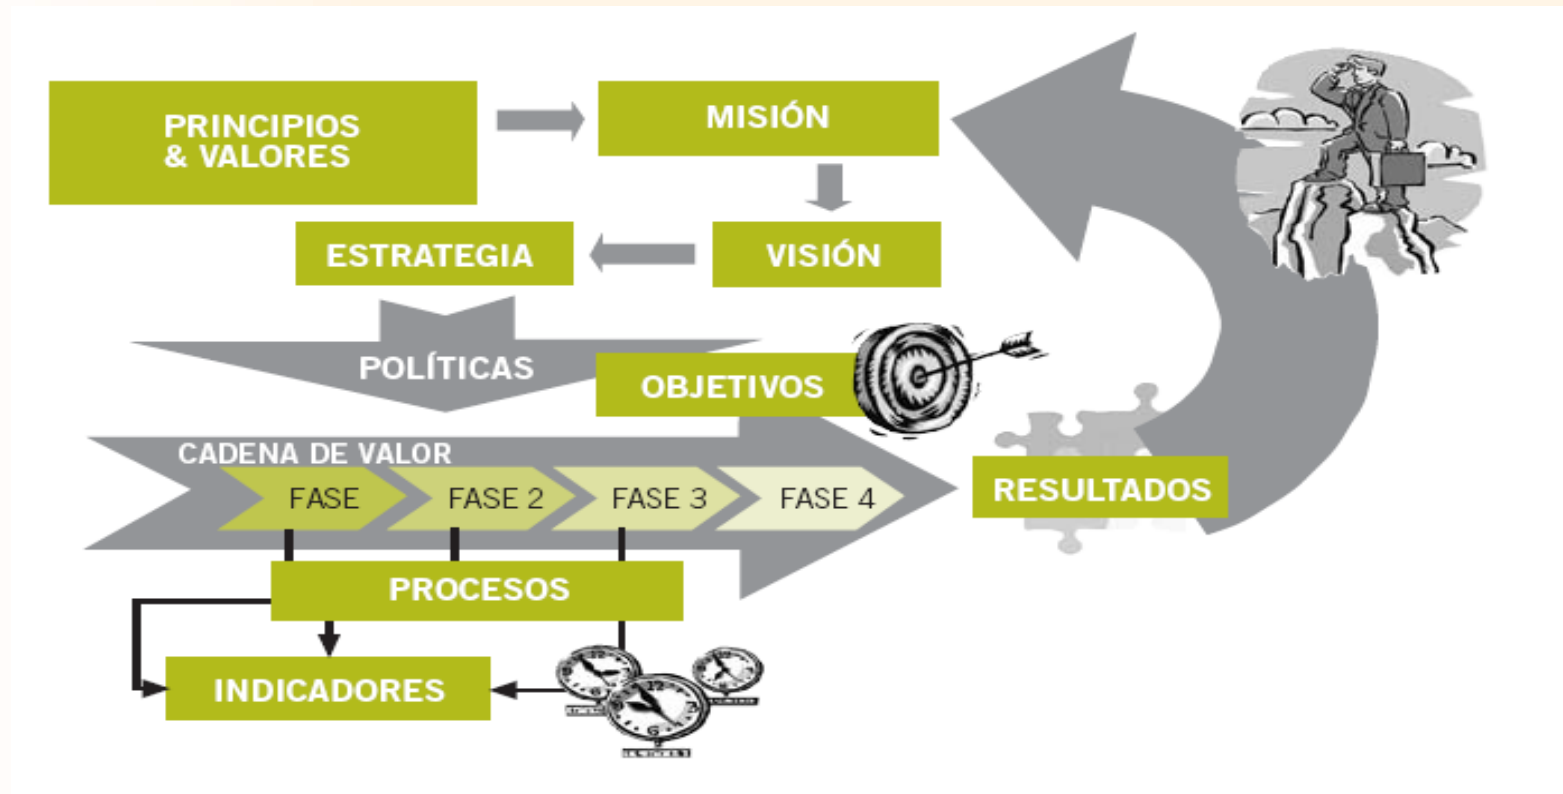 PRINCIPIOS
& VALORES
MISIÓN
ESTRATEGIA
VISIÓN
POLÍTICAS
OBJETIVOS
CADENA DE VALOR
FASE
FASE 2
FASE 3
FASE 4
RESULTADOS
PROCESOS
INDICADORES